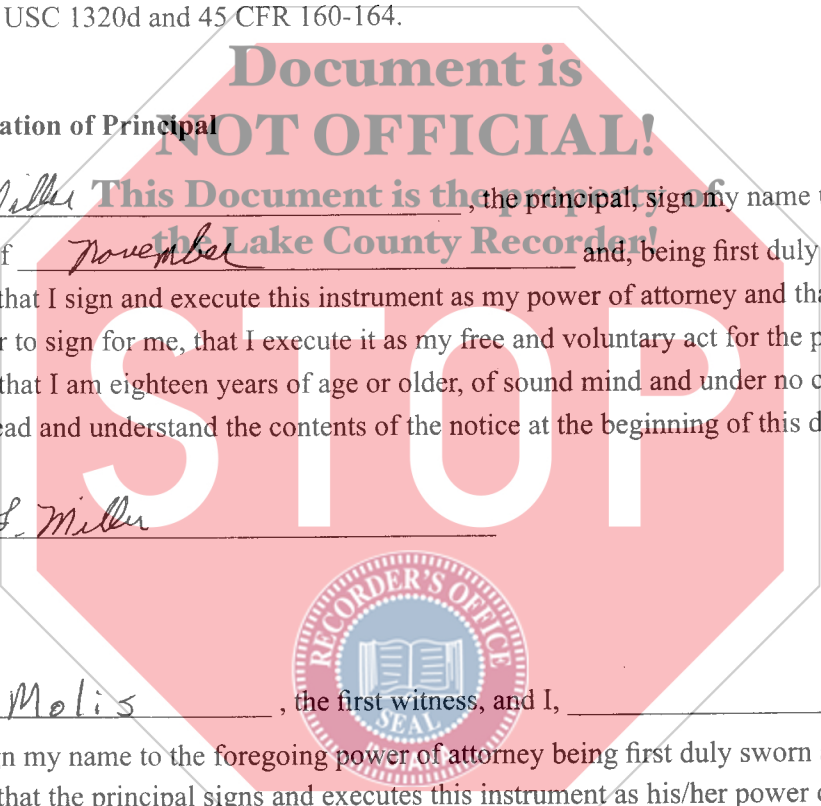 USC 1320d and 45 CFR 160-164.
Document is
NOT OFFICIAL!
ation of Principal
Miller This Document is the property of , the principal, sign my name
the Lake County Recorder!
f November and, being first duly
that I sign and execute this instrument as my power of attorney and tha
r to sign for me, that I execute it as my free and voluntary act for the p
that I am eighteen years of age or older, of sound mind and under no c
ead and understand the contents of the notice at the beginning of this d
STOP
L. Miller
RECORDER'S OFFICE
Molis , the first witness, and I,
SEAL
n my name to the foregoing power of attorney being first duly sworn
INDIANA
that the principal signs and executes this instrument as his/her power